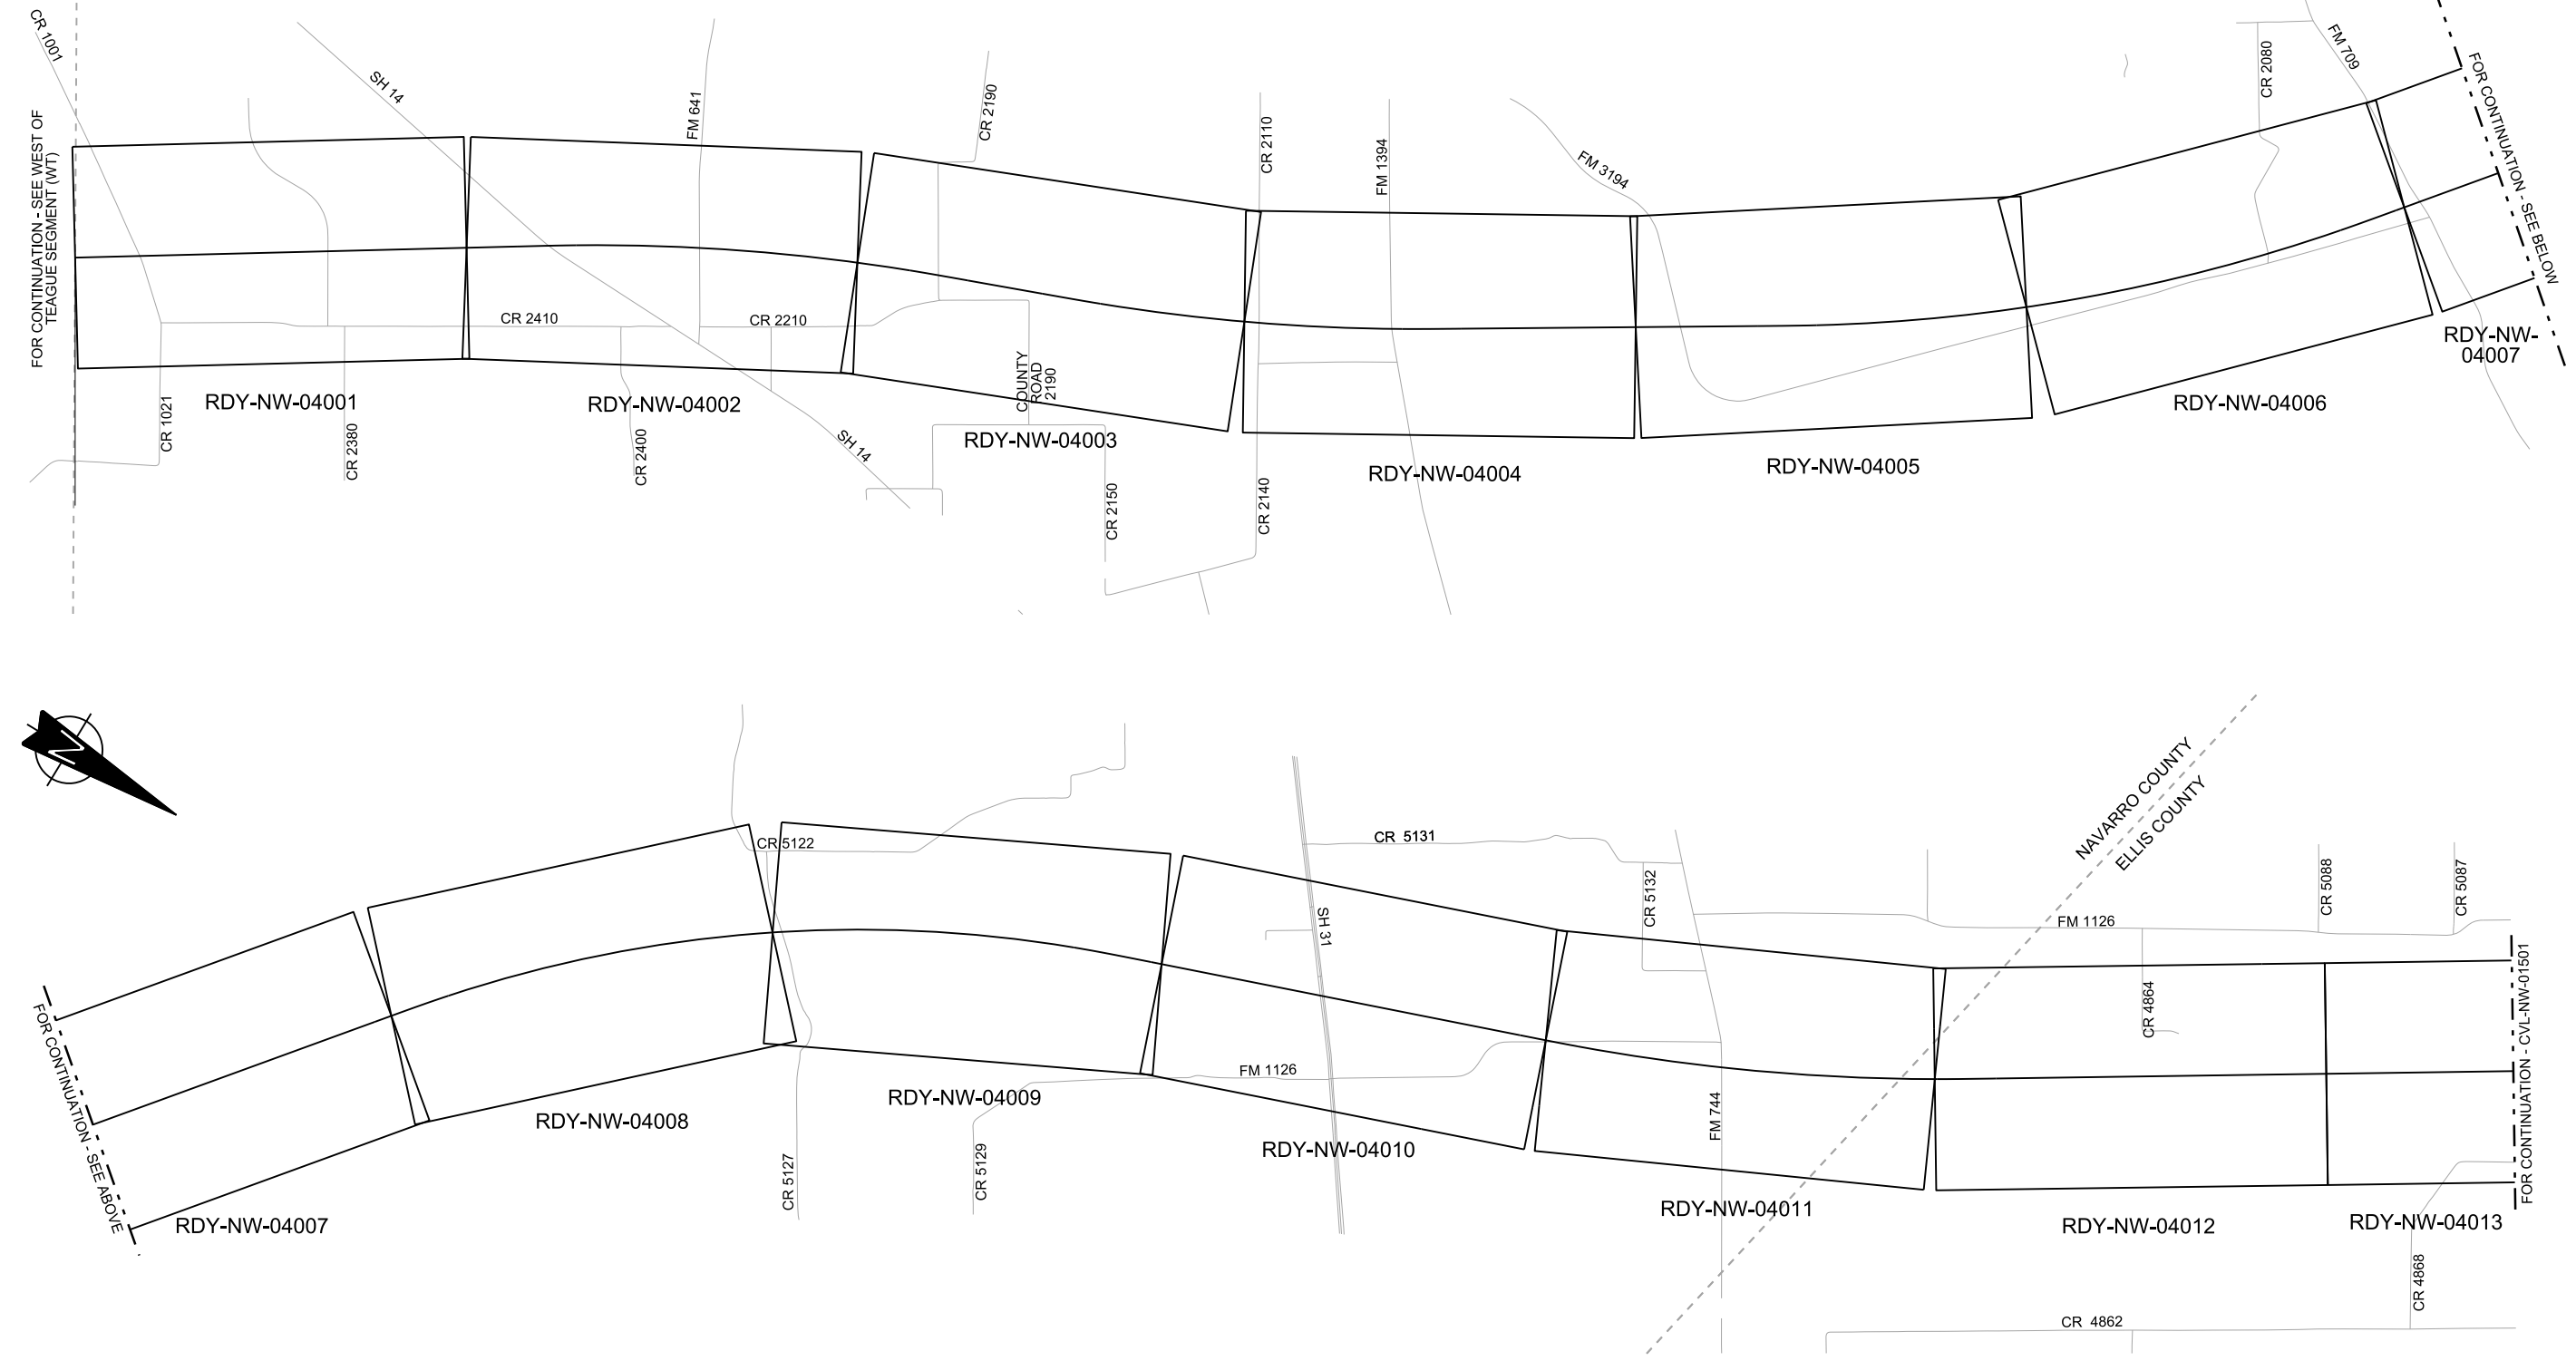 CR 1001
SH 14
FM 641
CR 2190
CR 2110
FM 1394
FM 3194
CR 2080
FM 709
FOR CONTINUATION - SEE WEST OF
TEAGUE SEGMENT (WT)
FOR CONTINUATION - SEE BELOW
CR 2410
CR 2210
COUNTY
ROAD
2190
RDY-NW-
04007
RDY-NW-04001
RDY-NW-04002
RDY-NW-04003
RDY-NW-04004
RDY-NW-04005
RDY-NW-04006
CR 1021
CR 2380
CR 2400
SH 14
CR 2150
CR 2140
N
NAVARRO COUNTY
ELLIS COUNTY
CR 5122
CR 5131
CR 5132
SH 31
FM 1126
CR 5088
CR 5087
CR 4864
FOR CONTINUATION - SEE ABOVE
FOR CONTINUATION - CVL-NW-01501
FM 1126
FM 744
RDY-NW-04007
RDY-NW-04008
RDY-NW-04009
RDY-NW-04010
RDY-NW-04011
RDY-NW-04012
RDY-NW-04013
CR 5127
CR 5129
CR 4868
CR 4862